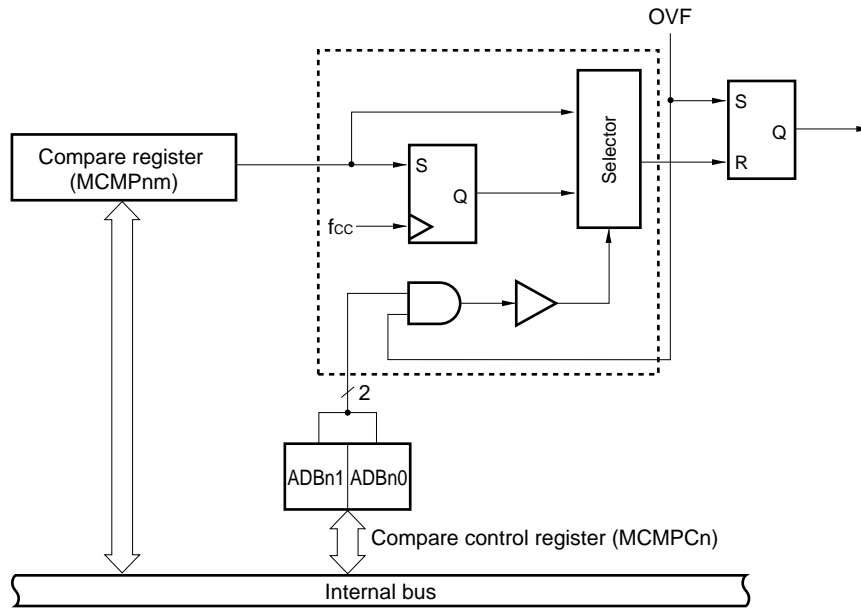 OVF
Compare register
(MCMPnm)
S
Q
fCC
Selector
S
Q
R
2
ADBn1 ADBn0
Compare control register (MCMPCn)
Internal bus